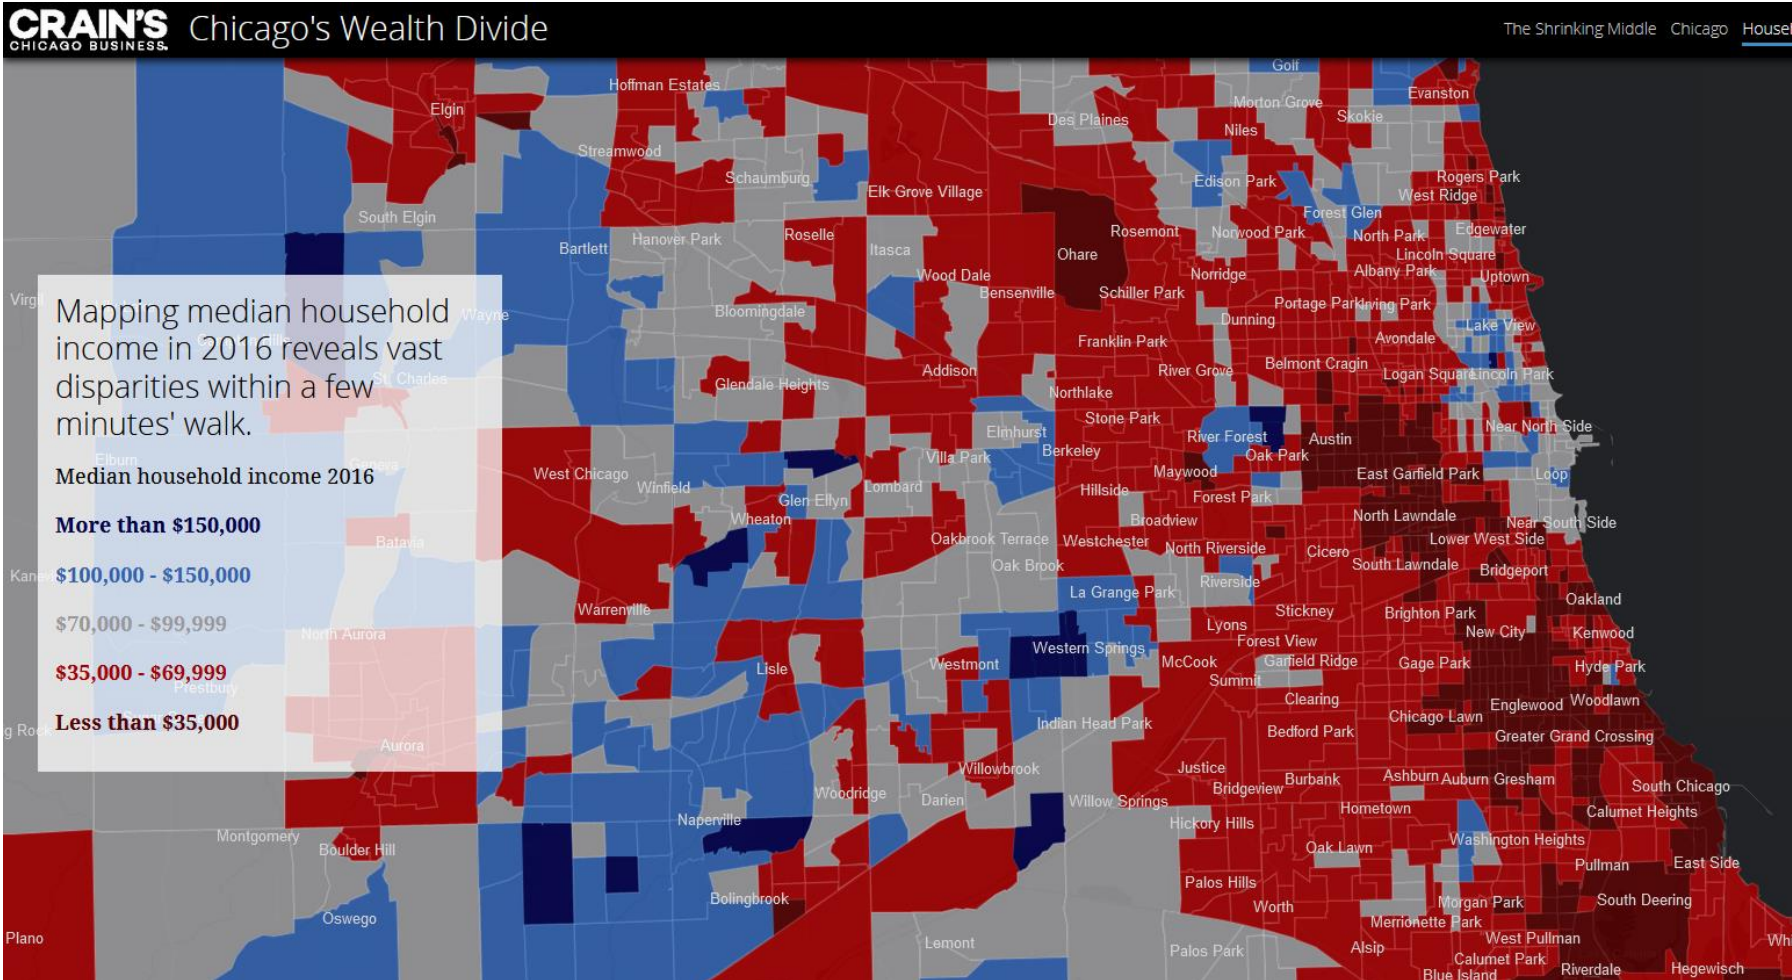 CRAIN'S
CHICAGO BUSINESS.
Chicago's Wealth Divide
The Shrinking Middle Chicago
Mapping median household
income in 2016 reveals vast
disparities within a few
minutes' walk.
Median household income 2016
More than $150,000
$100,000 - $150,000
$70,000 - $99,999
$35,000 - $69,999
Less than $35,000
Golf
Hoffman Estates
Evanston
Elgin
Morton Grove
Des Plaines
Skokie
Niles
Streamwood
Schaumburg
Edison Park
Rogers Park
Elk Grove Village
West Ridge
South Elgin
Forest Glen
Rosemont
Norwood Park
Edgewater
Roselle
North Park
Hanover Park
Bartlett
Itasca
Ohare
Lincoln Square
Albany Park
Wood Dale
Norridge
Uptown
Bensenville
Schiller Park
Virgil
Portage Park
Irving Park
Bloomingdale
Wayne
Dunning
Lake View
Avondale
Franklin Park
Belmont Cragin
Addison
River Grove
Logan Square
Lincoln Park
St. Charles
Glendale Heights
Northlake
Stone Park
Near North Side
Elmhurst
River Forest
Austin
Berkeley
Oak Park
Villa Park
Elburn
Geneva
Maywood
West Chicago
East Garfield Park
Loop
Winfield
Lombard
Hillside
Forest Park
Glen Ellyn
North Lawndale
Wheaton
Broadview
Near South Side
Batavia
Oakbrook Terrace
Westchester
Lower West Side
North Riverside
Cicero
Oak Brook
South Lawndale
Bridgeport
Riverside
La Grange Park
Oakland
Warrenville
Stickney
Brighton Park
Lyons
North Aurora
New City
Kenwood
Forest View
Western Springs
McCook
Garfield Ridge
Gage Park
Westmont
Hyde Park
Lisle
Summit
Prestbury
Clearing
Woodlawn
Englewood
Chicago Lawn
Indian Head Park
Bedford Park
Greater Grand Crossing
Aurora
Willowbrook
Justice
Ashburn
Auburn Gresham
Burbank
South Chicago
Bridgeview
Woodridge
Darien
Willow Springs
Hometown
Calumet Heights
Naperville
Hickory Hills
Montgomery
Washington Heights
Boulder Hill
Oak Lawn
East Side
Pullman
Palos Hills
Bolingbrook
South Deering
Morgan Park
Worth
Oswego
Merrionette Park
Plano
West Pullman
Lemont
Alsip
Palos Park
Calumet Park
Riverdale
Hegewisch
Blue Island